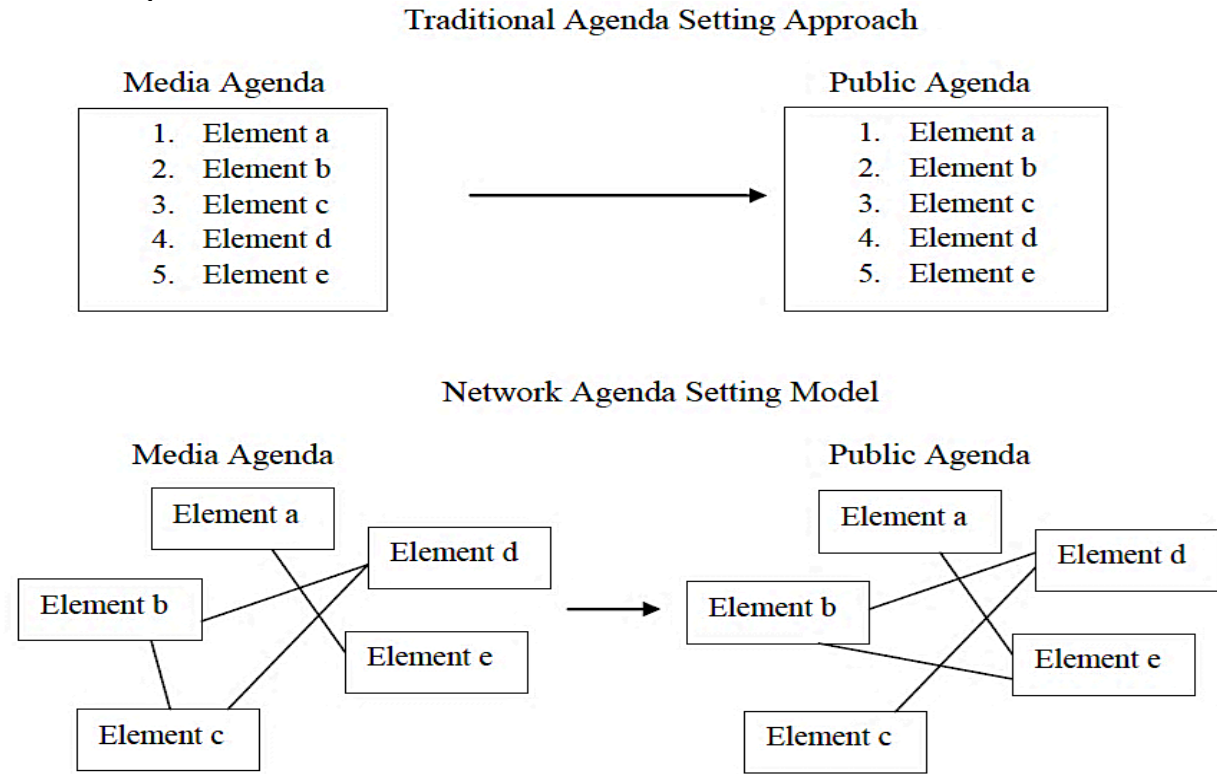 Traditional Agenda Setting Approach
Media Agenda
1. Element a
2. Element b
3. Element c
4. Element d
5. Element e
Public Agenda
1. Element a
2. Element b
3. Element c
4. Element d
5. Element e
Network Agenda Setting Model
Media Agenda
Element a
Element d
Element b
Element e
Element c
Public Agenda
Element a
Element d
Element b
Element e
Element c